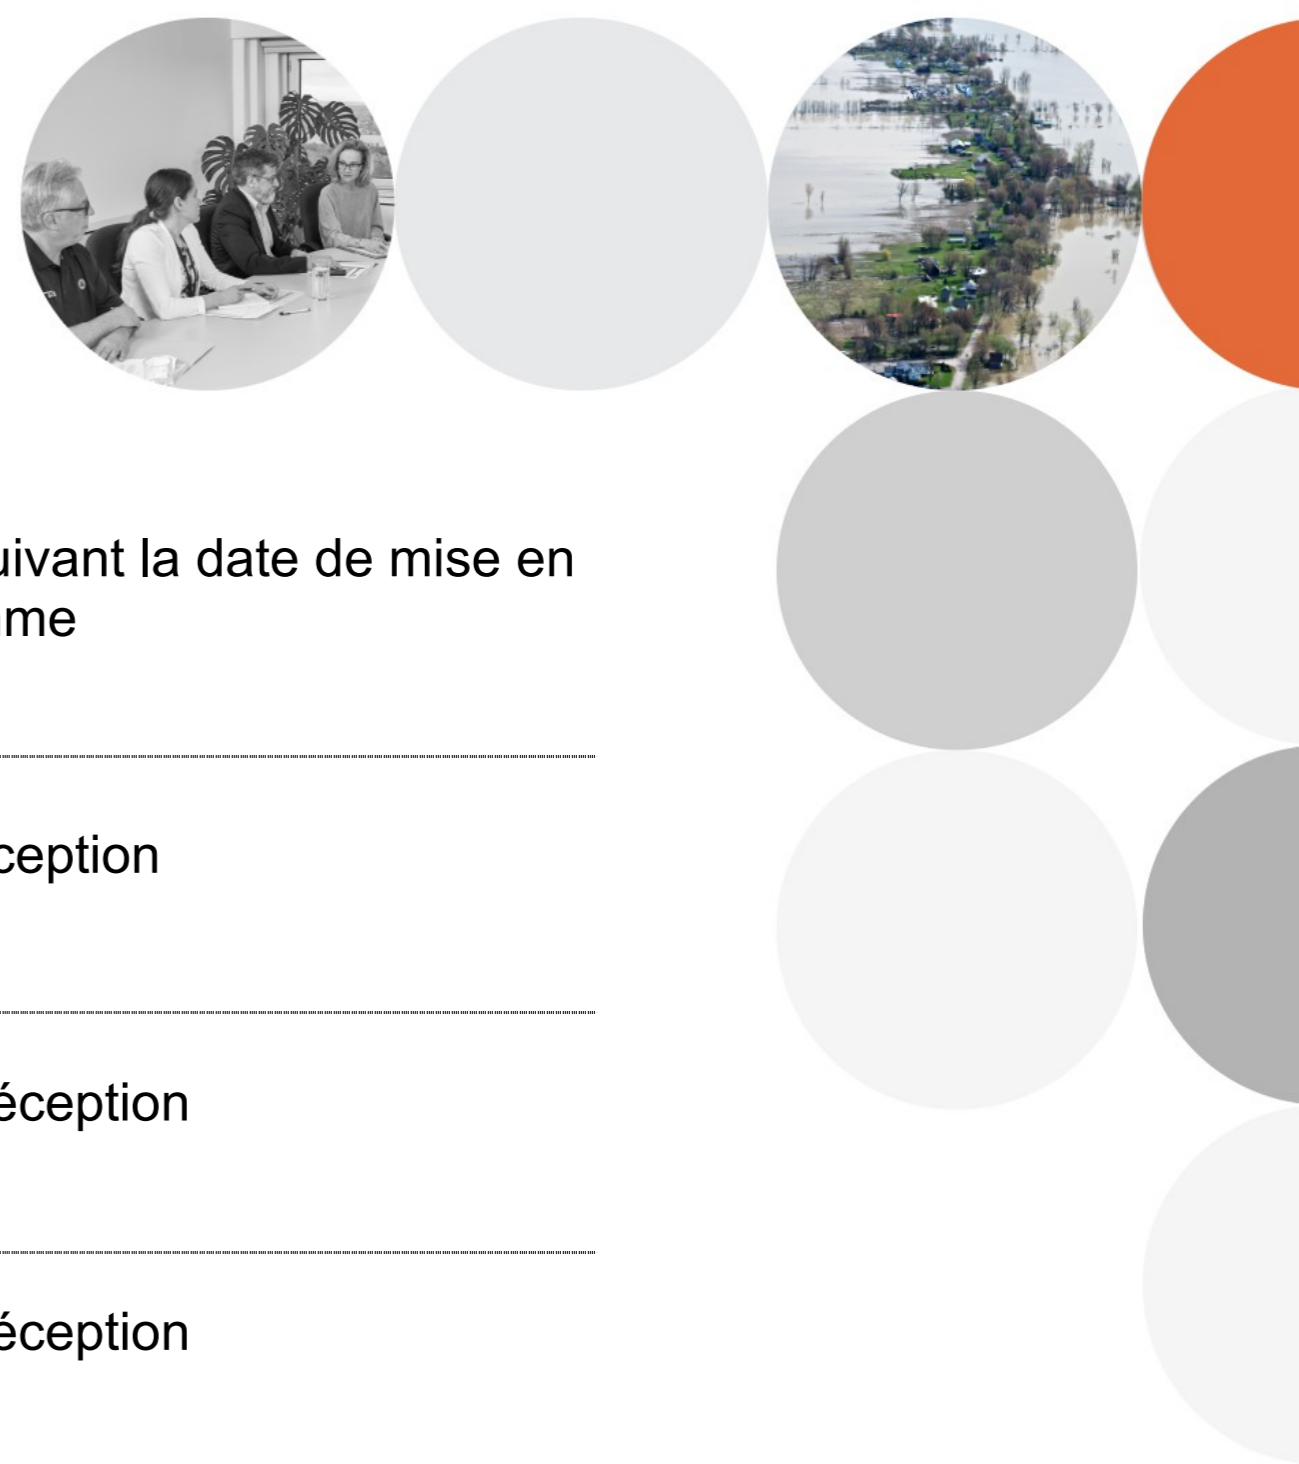 uivant la date de mise en
me
ception
éception
éception